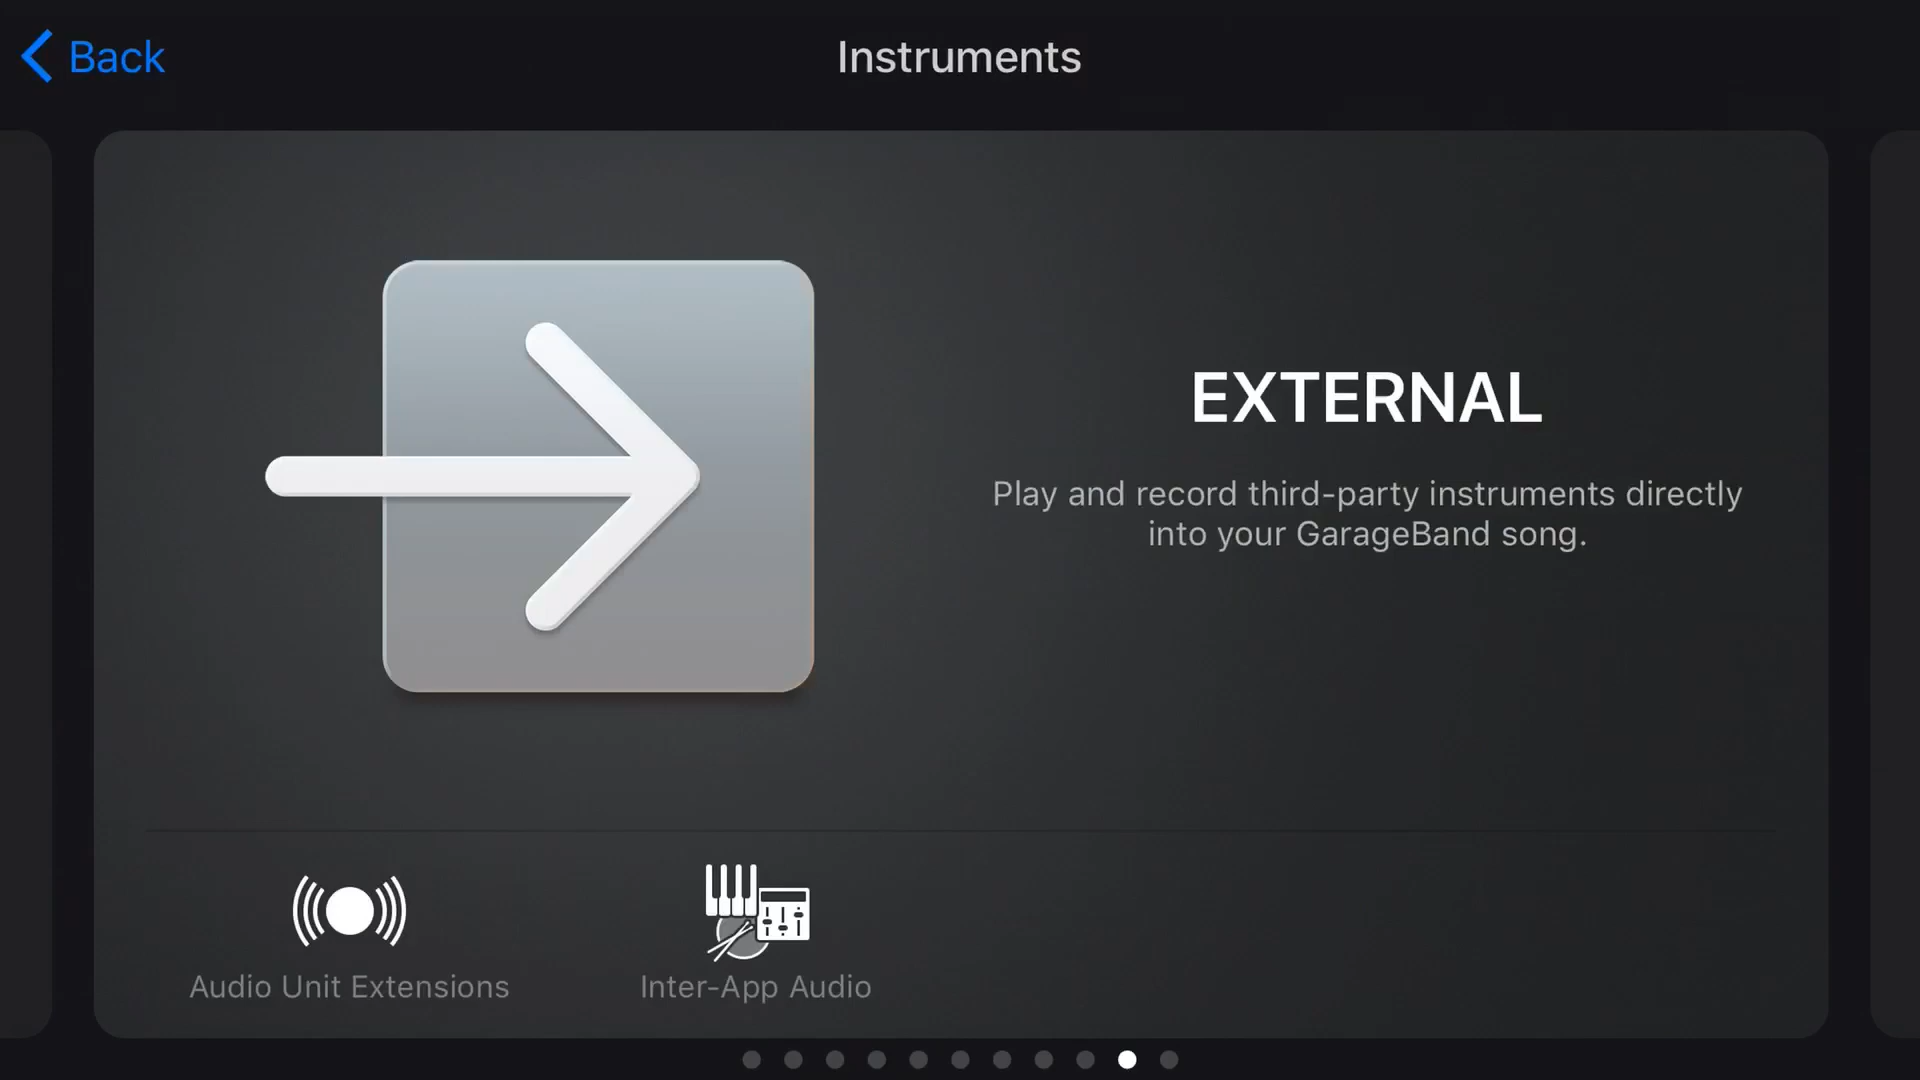 Back
Instruments
EXTERNAL
Play and record third-party instruments directly
into your GarageBand song.
Audio Unit Extensions
Inter-App Audio